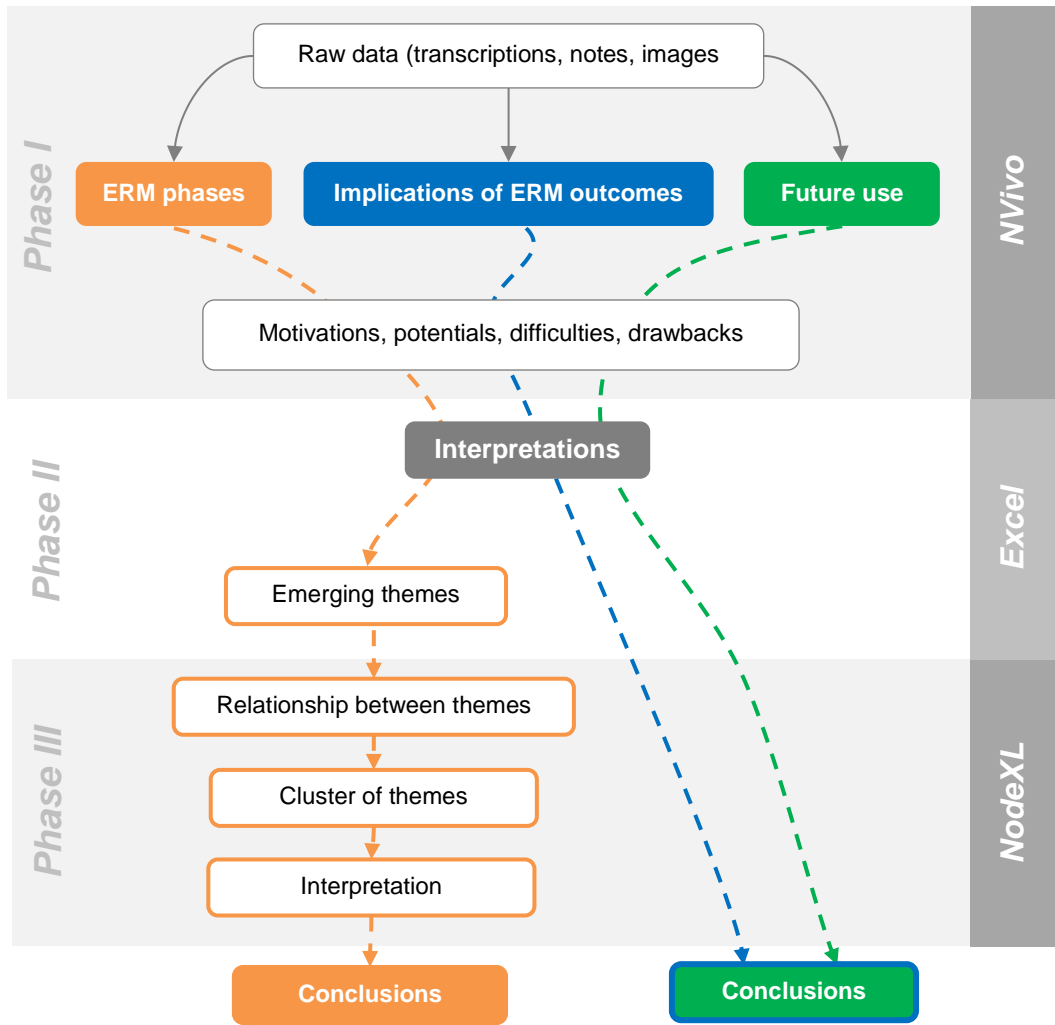 Raw data (transcriptions, notes, images
Phase I
NVivo
ERM phases
Implications of ERM outcomes
Future use
Motivations, potentials, difficulties, drawbacks
Phase II
Excel
Interpretations
Emerging themes
Phase III
NodeXL
Relationship between themes
Cluster of themes
Interpretation
Conclusions
Conclusions